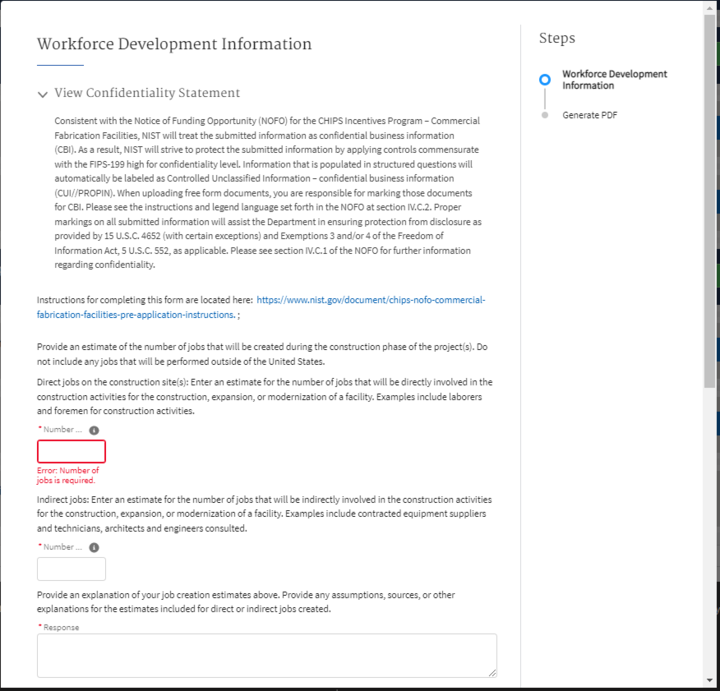 Workforce Development Information
View Confidentiality Statement
Consistent with the Notice of Funding Opportunity (NOFO) for the CHIPS Incentives Program – Commercial
Fabrication Facilities, NIST will treat the submitted information as confidential business information
(CBI). As a result, NIST will strive to protect the submitted information by applying controls commensurate
with the FIPS-199 high for confidentiality level. Information that is populated in structured questions will
automatically be labeled as Controlled Unclassified Information – confidential business information
(CUI//PROPIN). When uploading free form documents, you are responsible for marking those documents
for CBI. Please see the instructions and legend language set forth in the NOFO at section IV.C.2. Proper
markings on all submitted information will assist the Department in ensuring protection from disclosure as
provided by 15 U.S.C. 4652 (with certain exceptions) and Exemptions 3 and/or 4 of the Freedom of
Information Act, 5 U.S.C. 552, as applicable. Please see section IV.C.1 of the NOFO for further information
regarding confidentiality.
Instructions for completing this form are located here: https://www.nist.gov/document/chips-nofo-commercial-
fabrication-facilities-pre-application-instructions. ;
Provide an estimate of the number of jobs that will be created during the construction phase of the project(s). Do
not include any jobs that will be performed outside of the United States.
Direct jobs on the construction site(s): Enter an estimate for the number of jobs that will be directly involved in the
construction activities for the construction, expansion, or modernization of a facility. Examples include laborers
and foremen for construction activities.
* Number ...
Error: Number of
jobs is required.
Indirect jobs: Enter an estimate for the number of jobs that will be indirectly involved in the construction activities
for the construction, expansion, or modernization of a facility. Examples include contracted equipment suppliers
and technicians, architects and engineers consulted.
* Number ...
Provide an explanation of your job creation estimates above. Provide any assumptions, sources, or other
explanations for the estimates included for direct or indirect jobs created.
* Response
Steps
Workforce Development
Information
Generate PDF